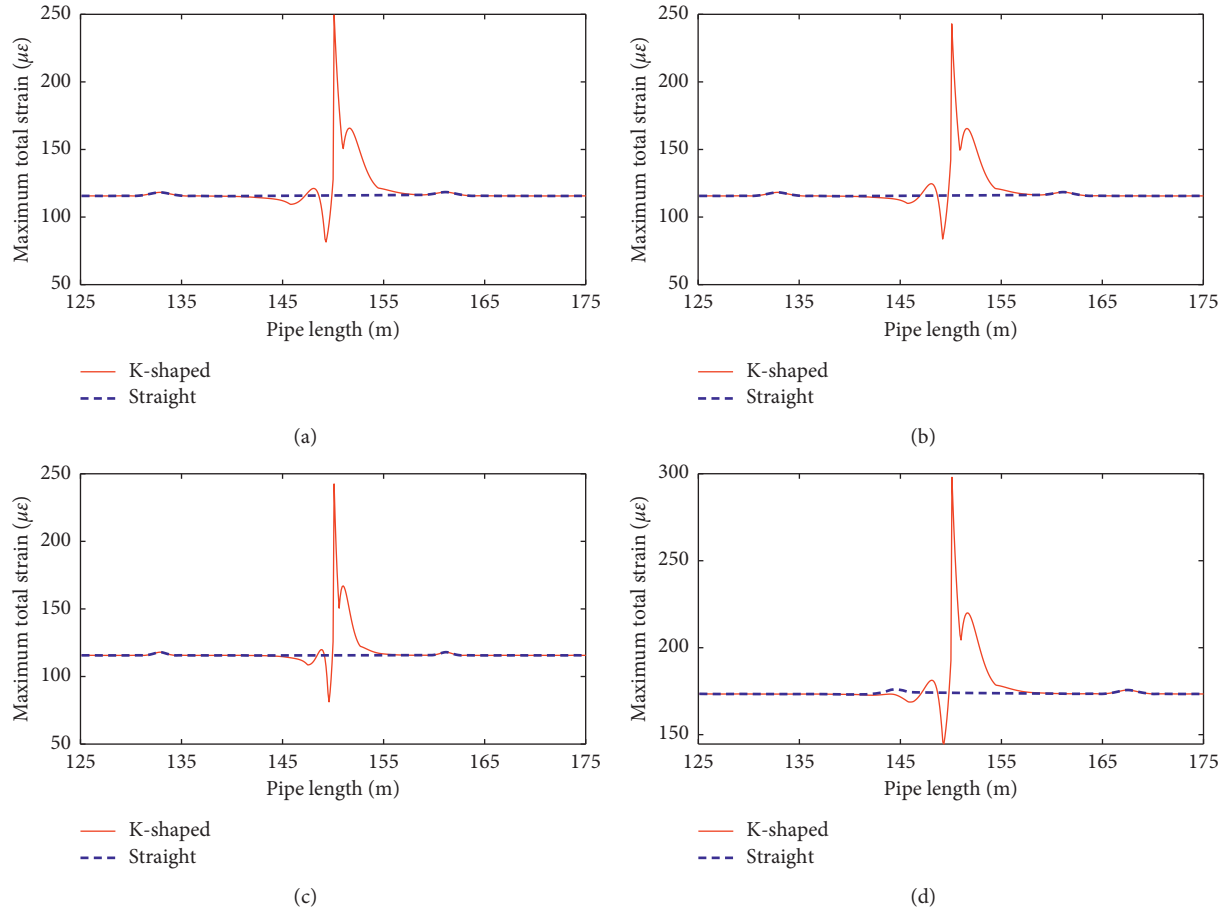 250
200
150
100
50
Maximum total strain (με)
125 135 145 155 165 175
Pipe length (m)
K-shaped
Straight
(a)
250
200
150
100
50
Maximum total strain (με)
125 135 145 155 165 175
Pipe length (m)
K-shaped
Straight
(b)
250
200
150
100
50
Maximum total strain (με)
125 135 145 155 165 175
Pipe length (m)
K-shaped
Straight
(c)
300
250
200
150
Maximum total strain (με)
125 135 145 155 165 175
Pipe length (m)
K-shaped
Straight
(d)